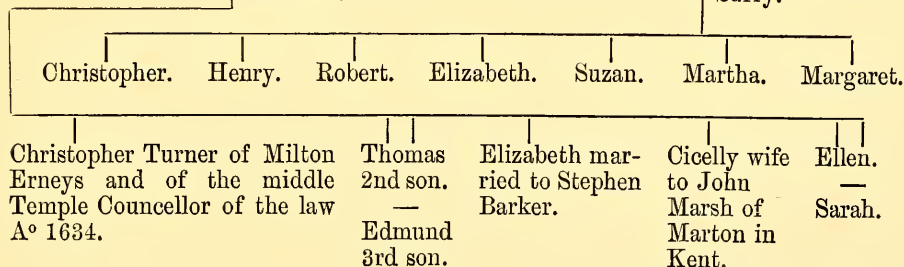 Christopher. Henry. Robert. Elizabeth. Suzan. Martha. Margaret.
Christopher Turner of Milton
Erneys and of the middle
Temple Councellor of the law
Aº 1634.
Thomas
2nd son.
—
Edmund
3rd son.
Elizabeth mar-
ried to Stephen
Barker.
Cicelly wife
to John
Marsh of
Marton in
Kent.
Ellen.
—
Sarah.